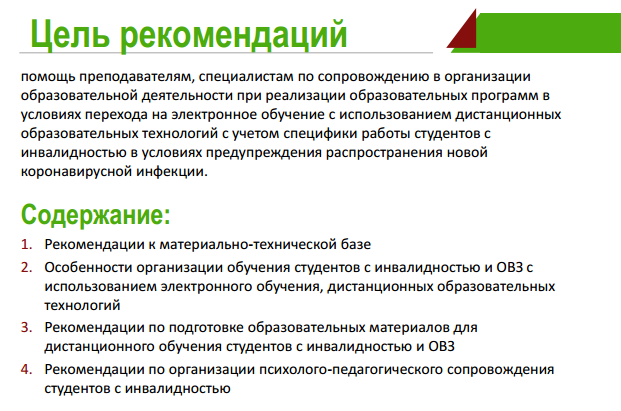 Цель рекомендаций
помощь преподавателям, специалистам по сопровождению в организации
образовательной деятельности при реализации образовательных программ в
условиях перехода на электронное обучение с использованием дистанционных
образовательных технологий с учетом специфики работы студентов с
инвалидностью в условиях предупреждения распространения новой
коронавирусной инфекции.
Содержание:
1. Рекомендации к материально-технической базе
2. Особенности организации обучения студентов с инвалидностью и ОВЗ с
использованием электронного обучения, дистанционных образовательных
технологий
3. Рекомендации по подготовке образовательных материалов для
дистанционного обучения студентов с инвалидностью и ОВЗ
4. Рекомендации по организации психолого-педагогического сопровождения
студентов с инвалидностью